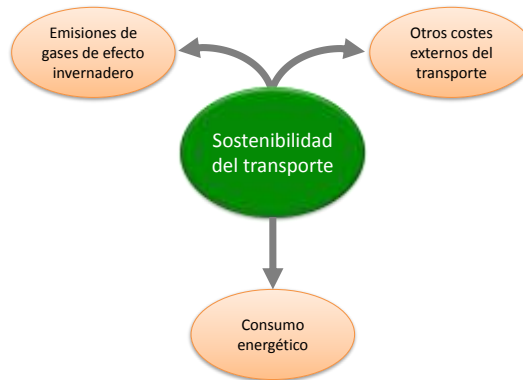 Emisiones de
gases de efecto
invernadero
Otros costes
externos del
transporte
Sostenibilidad
del transporte
Consumo
energético